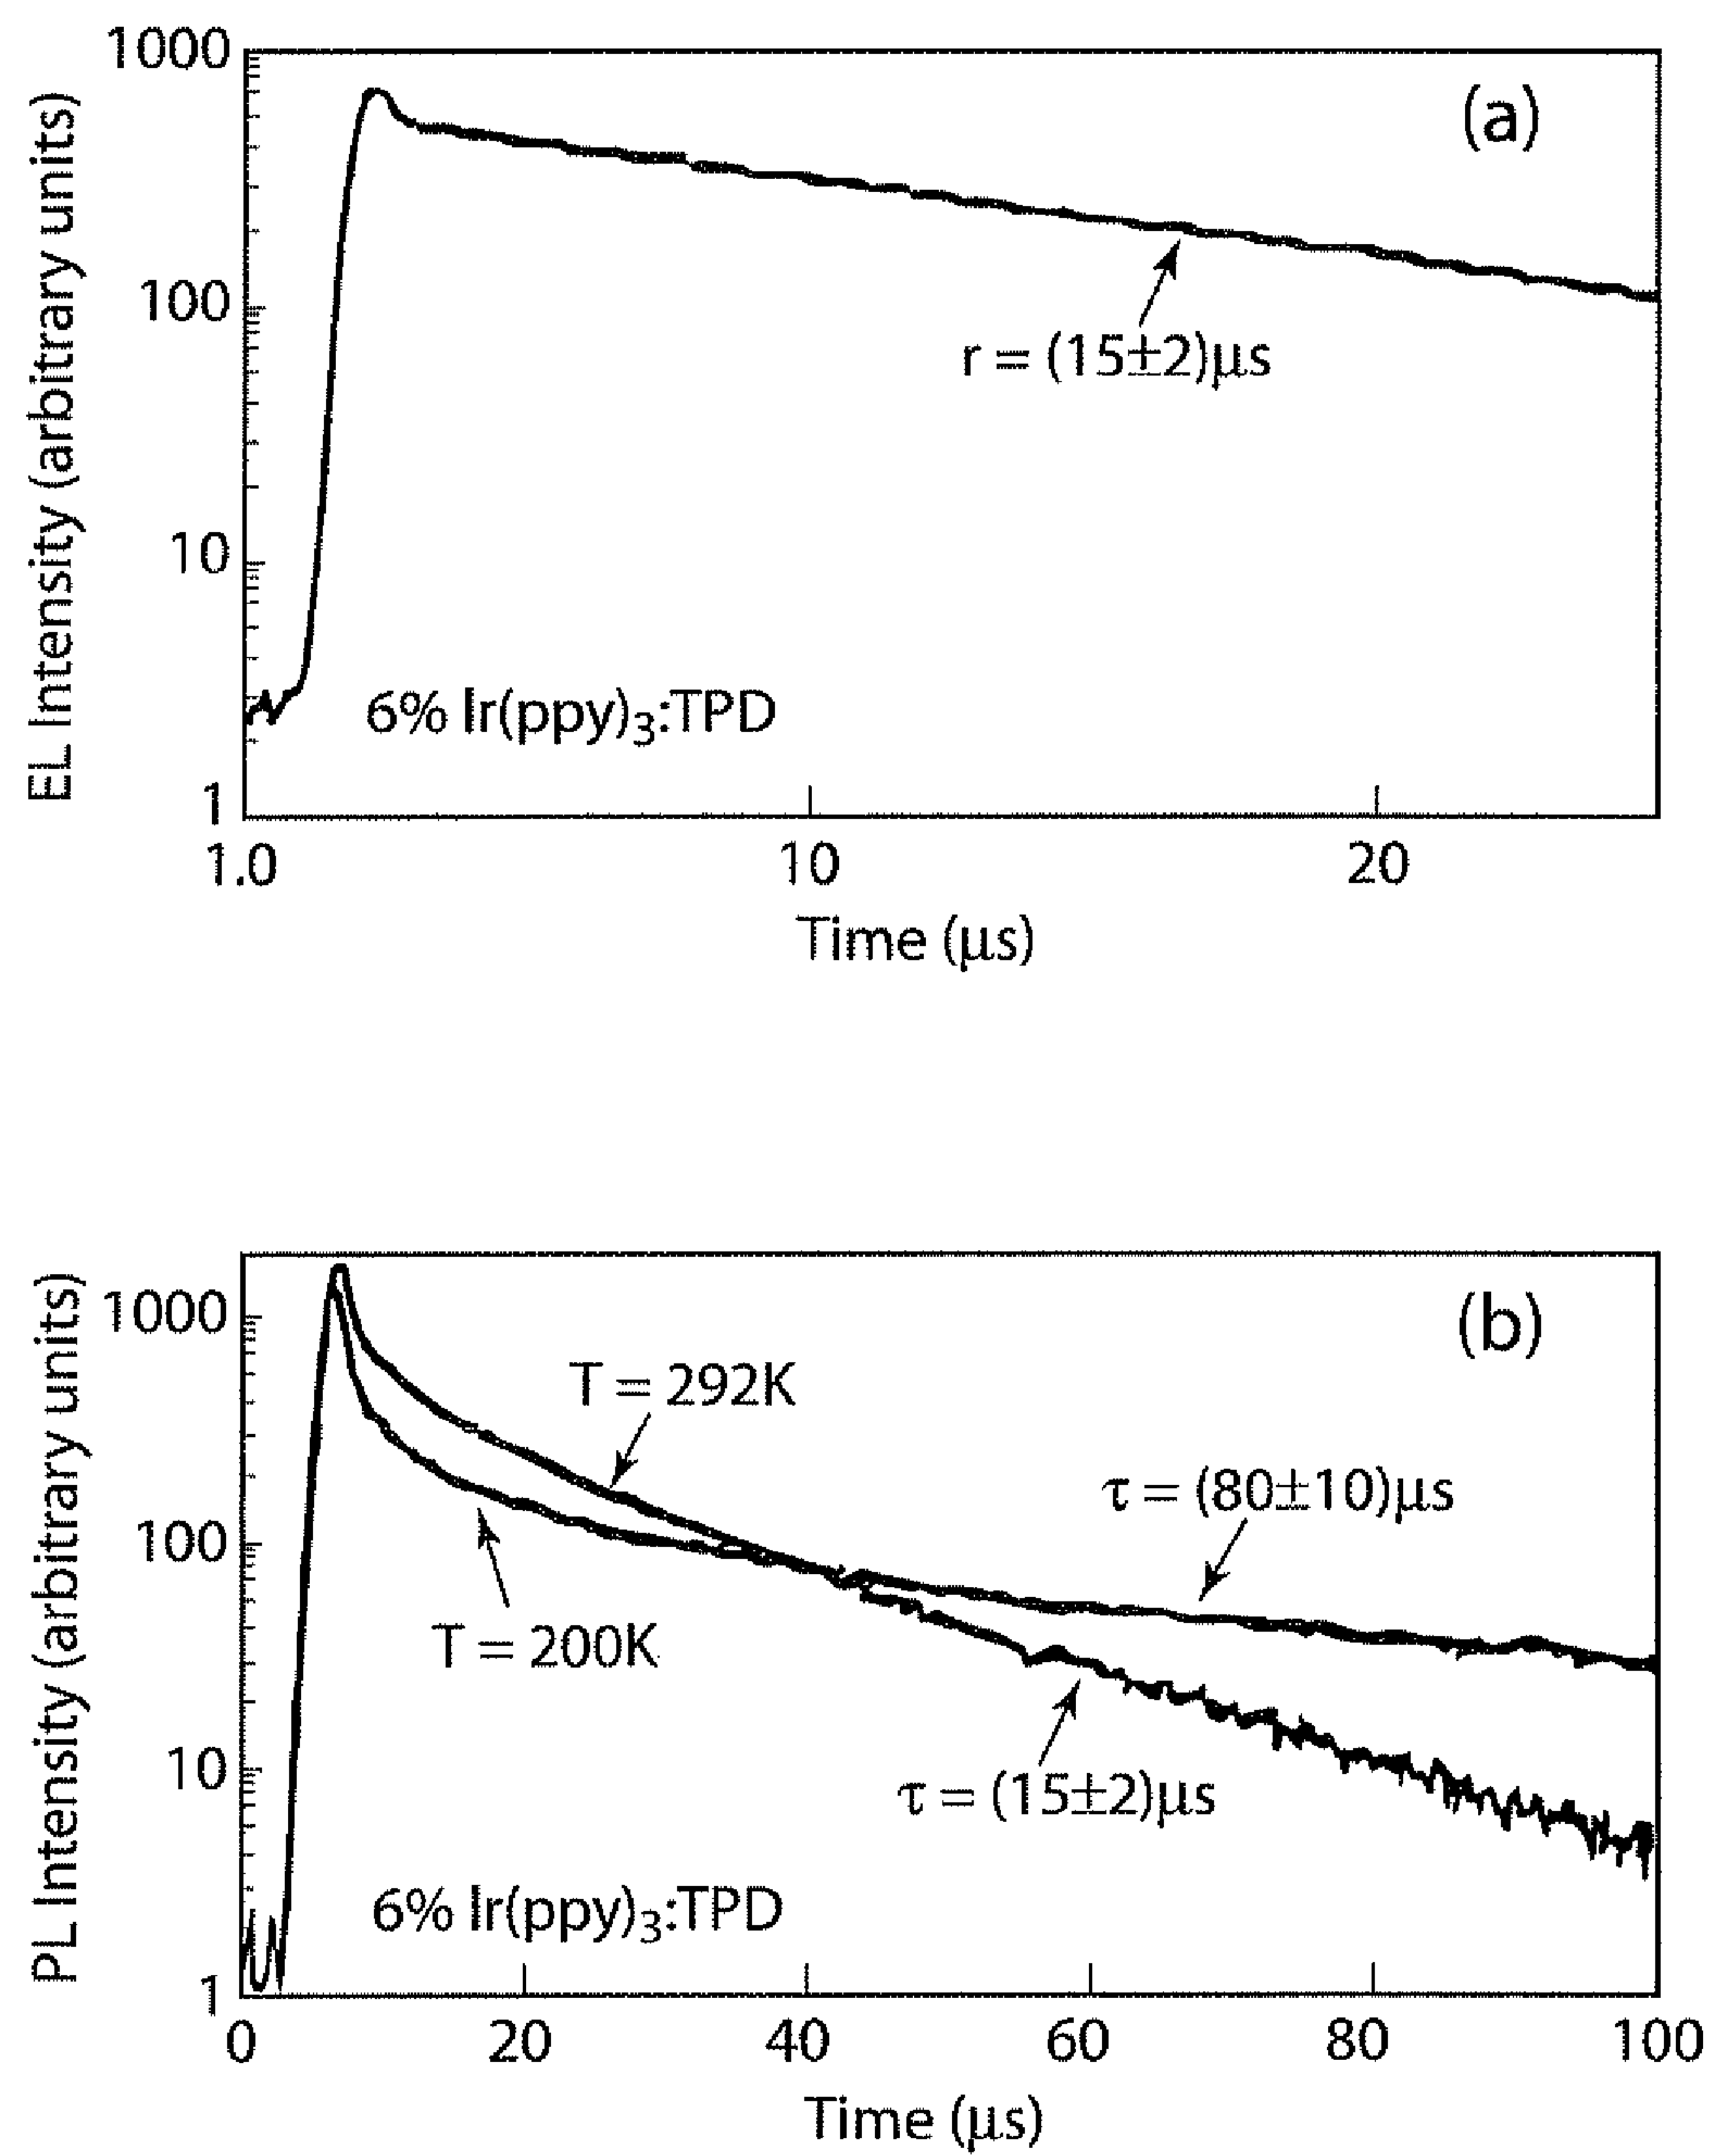 1000
(a)
EL Intensity (arbitrary units)
100
r = (15±2)µs
10
6% Ir(ppy)₃:TPD
1
1.0 10 20
Time (µs)
1000
(b)
PL Intensity (arbitrary units)
T = 292K
τ = (80±10)µs
100
T = 200K
10
τ = (15±2)µs
6% Ir(ppy)₃:TPD
1
0 20 40 60 80 100
Time (µs)